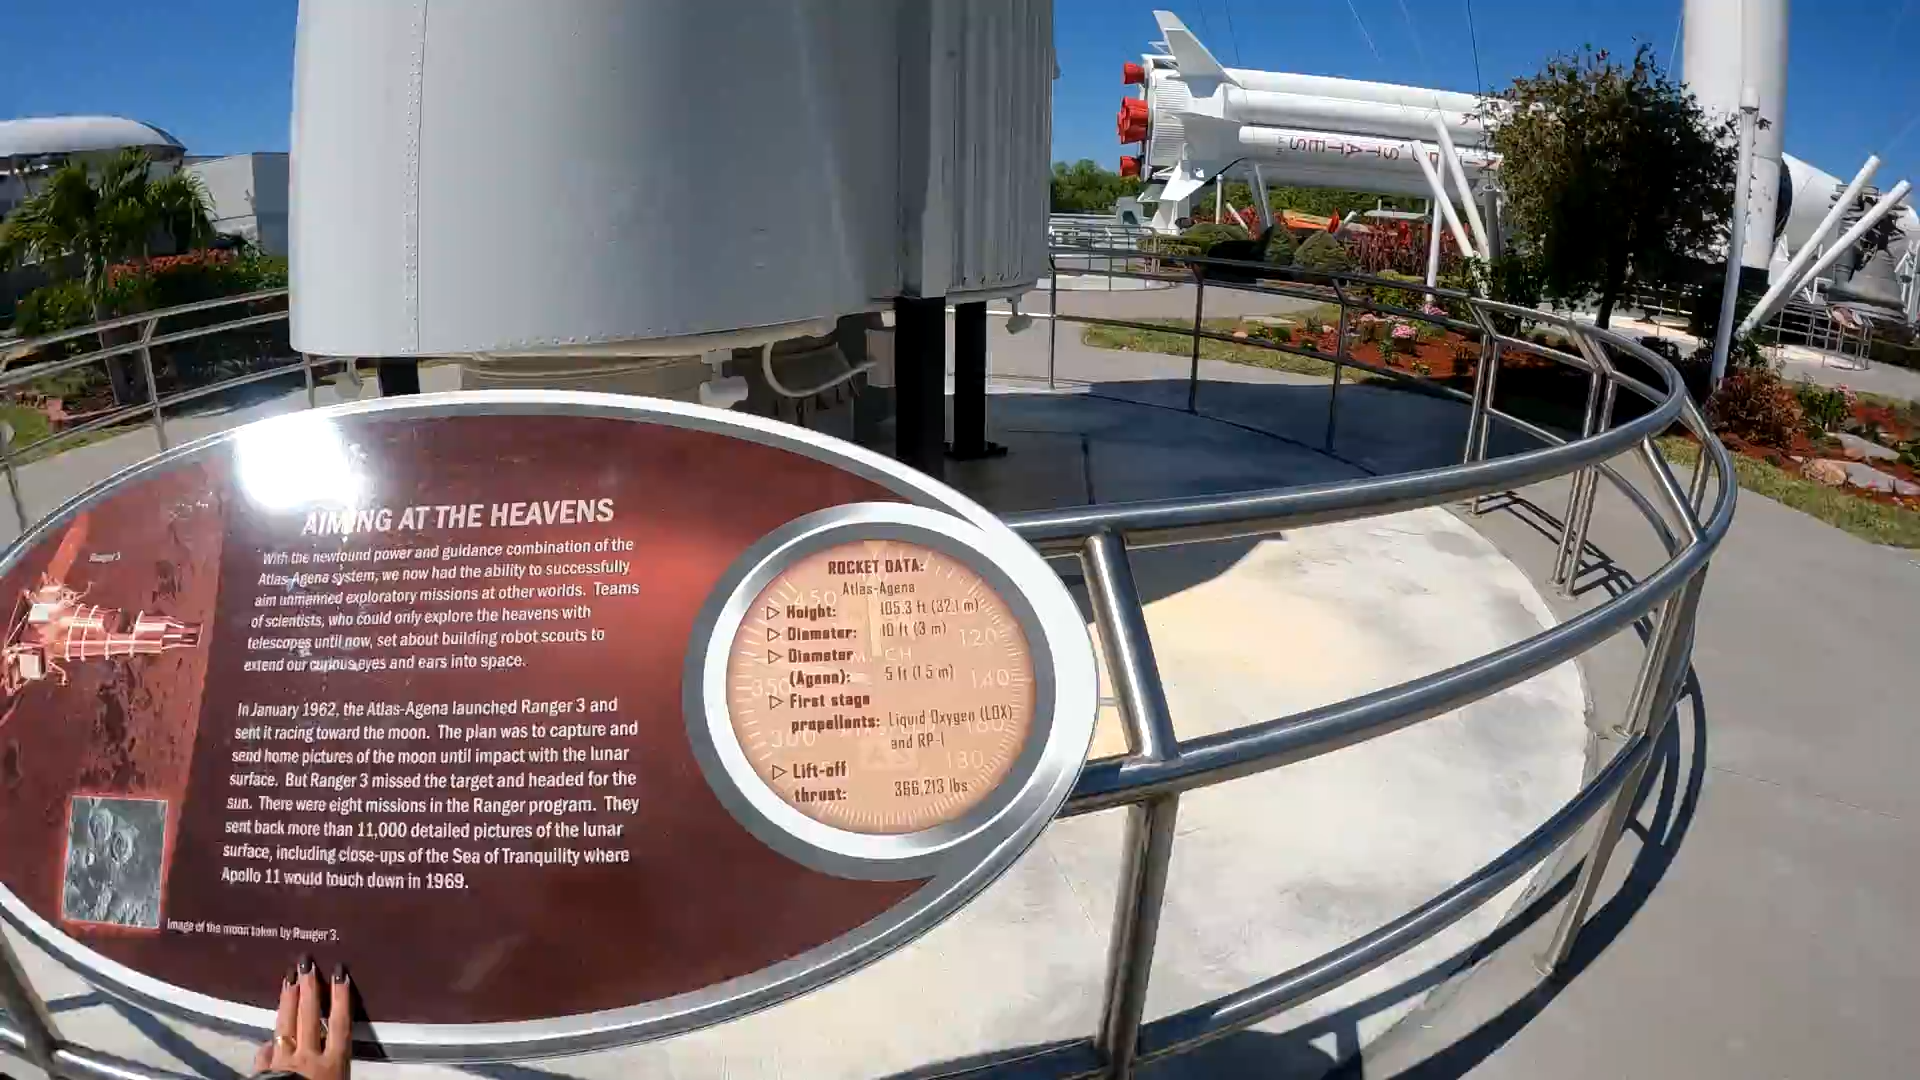 AIMING AT THE HEAVENS
With the newfound power and guidance combination of the
Atlas-Agena system, we now had the ability to successfully
aim unmanned exploratory missions at other worlds. Teams
of scientists, who could only explore the heavens with
telescopes until now, set about building robot scouts to
extend our curious eyes and ears into space.
In January 1962, the Atlas-Agena launched Ranger 3 and
sent it racing toward the moon. The plan was to capture and
send home pictures of the moon until impact with the lunar
surface. But Ranger 3 missed the target and headed for the
sun. There were eight missions in the Ranger program. They
sent back more than 11,000 detailed pictures of the lunar
surface, including close-ups of the Sea of Tranquility where
Apollo 11 would touch down in 1969.
Ranger 3
Image of the moon taken by Ranger 3.
ROCKET DATA:
Atlas-Agena
Height: 105.3 ft (32.1 m)
Diameter: 10 ft (3 m)
Diameter
(Agena): 5 ft (1.5 m)
First stage
propellants: Liquid Oxygen (LOX)
and RP-1
Lift-off
thrust: 366,213 lbs
450
120
140
350
300
160
180
STATES